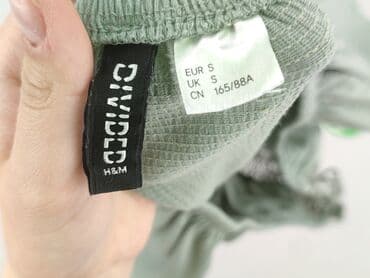 DIVIDED
H&M
EUR S
UK S
CN 165/88A